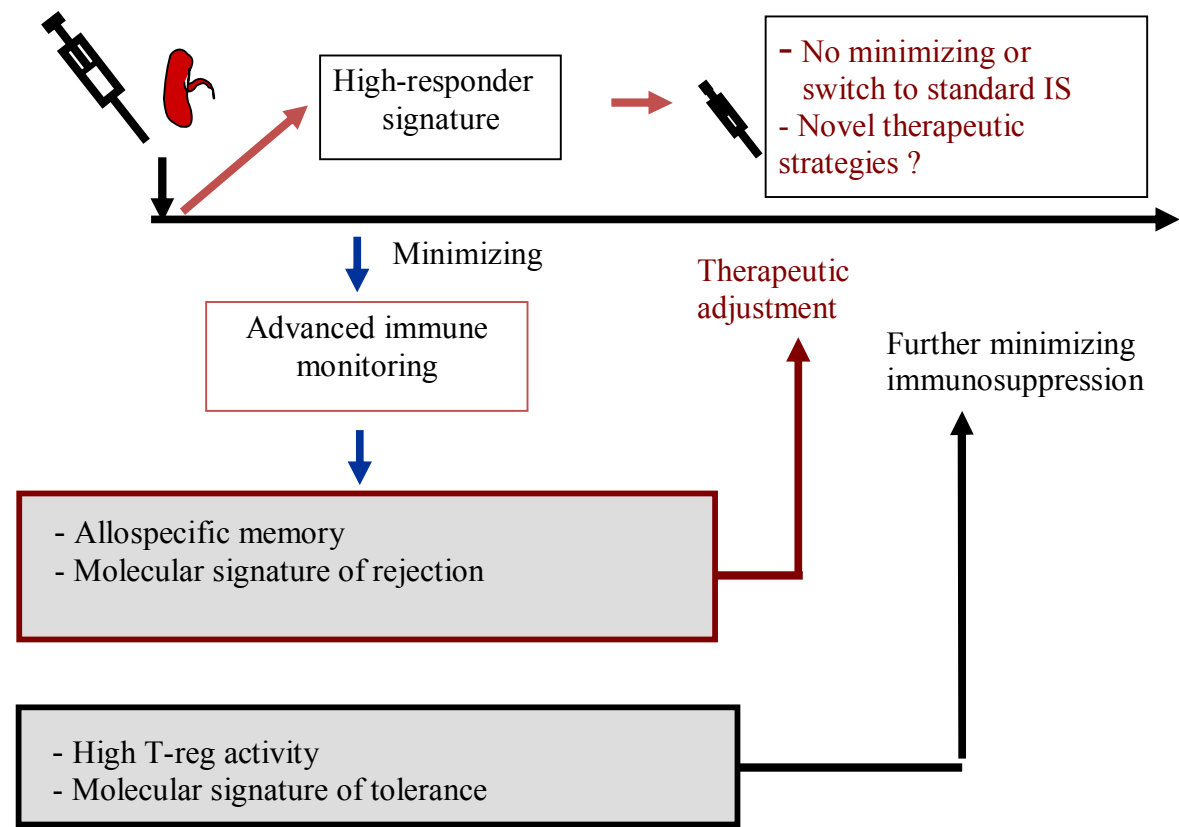 High-responder
signature
- No minimizing or
switch to standard IS
- Novel therapeutic
strategies ?
Minimizing
Advanced immune
monitoring
Therapeutic
adjustment
Further minimizing
immunosuppression
- Allospecific memory
- Molecular signature of rejection
- High T-reg activity
- Molecular signature of tolerance